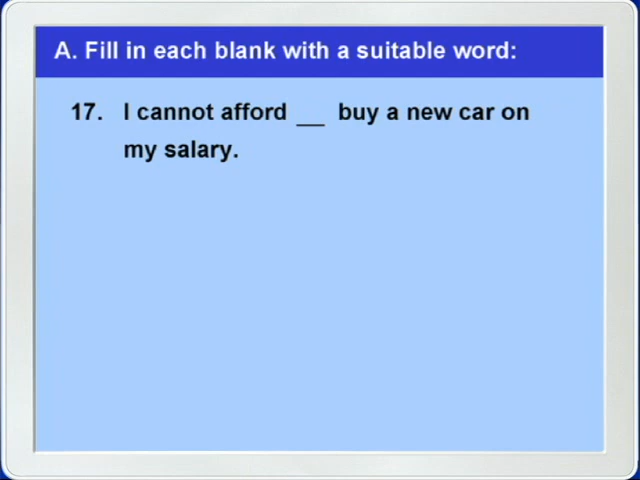 A. Fill in each blank with a suitable word:
17. I cannot afford __ buy a new car on
my salary.